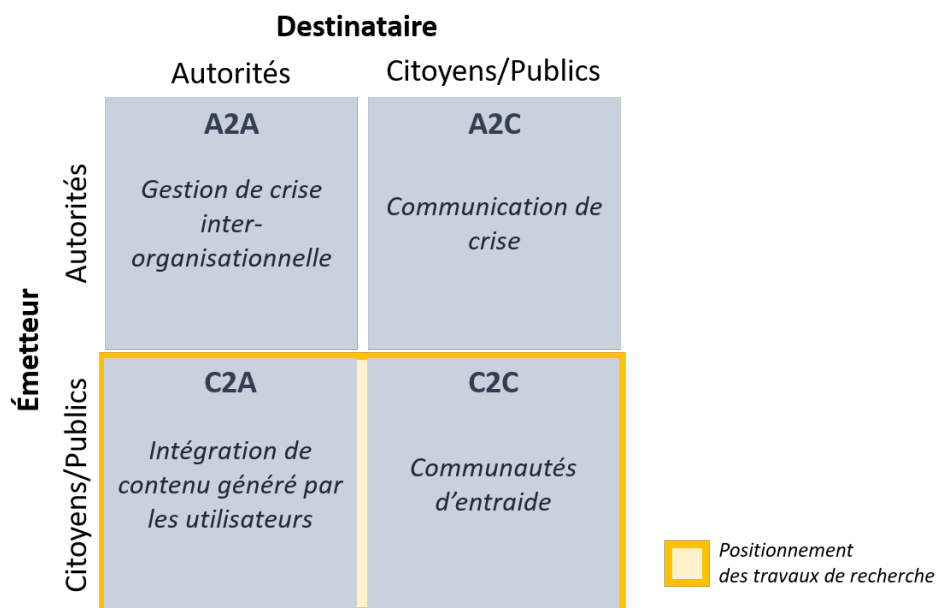 Destinataire
Autorités
Citoyens/Publics
Émetteur
Autorités
A2A
Gestion de crise
inter-
organisationnelle
A2C
Communication de
crise
Citoyens/Publics
C2A
Intégration de
contenu généré par
les utilisateurs
C2C
Communautés
d'entraide
Positionnement
des travaux de recherche